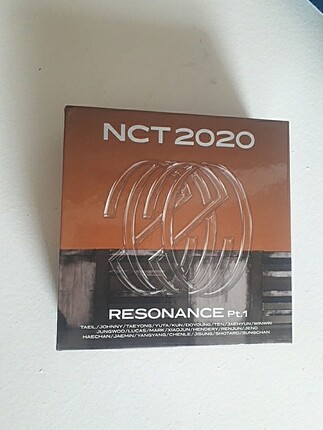 NCT 2020
RESONANCE Pt.1
TAEIL/JOHNNY/TAEYONG/YUTA/KUN/DOYOUNG/TEN/JAEHYUN/WINWIN
JUNGWOO/LUCAS/MARK/XIAOJUN/HENDERY/RENJUN/JENO
HAECHAN/JAEMIN/YANGYANG/CHENLE/JISUNG/SHOTARO/SUNGCHAN